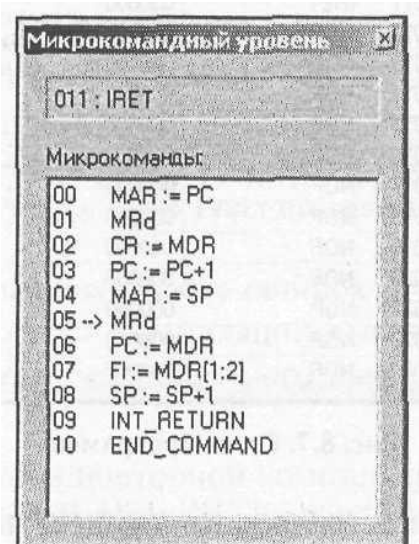 Микрокомандный уровень
011 : IRET
Микрокоманды:
00 MAR := PC
01 MRd
02 CR := MDR
03 PC := PC+1
04 MAR := SP
05 --> MRd
06 PC := MDR
07 FI := MDR[1:2]
08 SP := SP+1
09 INT_RETURN
10 END_COMMAND